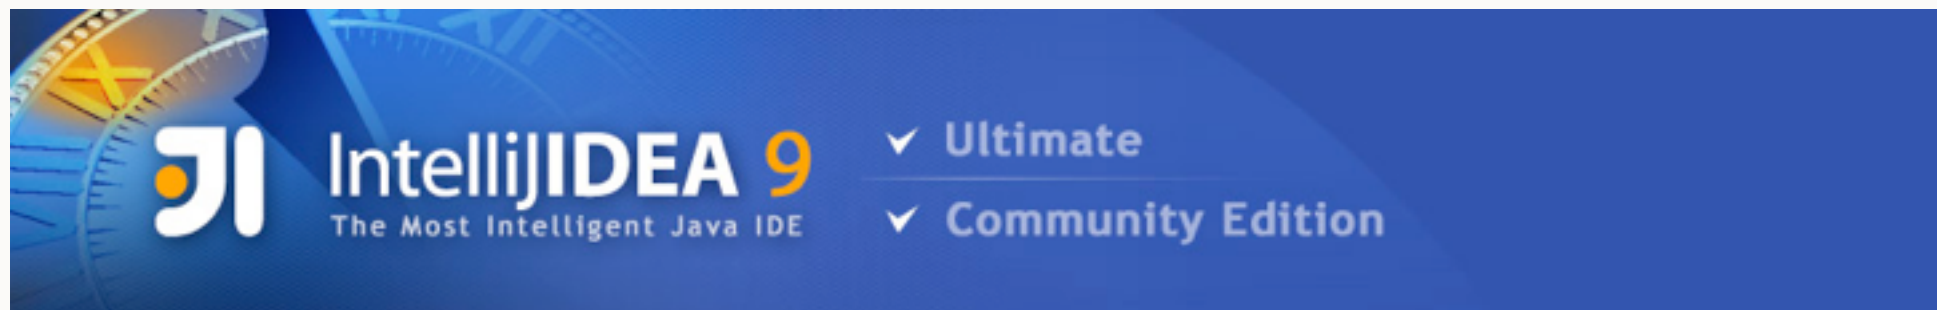 IntelliJIDEA 9
The Most Intelligent Java IDE
Ultimate
Community Edition